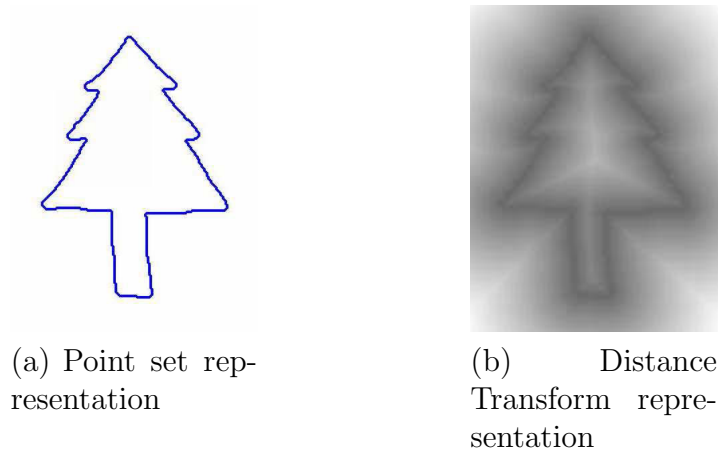 (a) Point set rep-
resentation
(b) Distance
Transform repre-
sentation